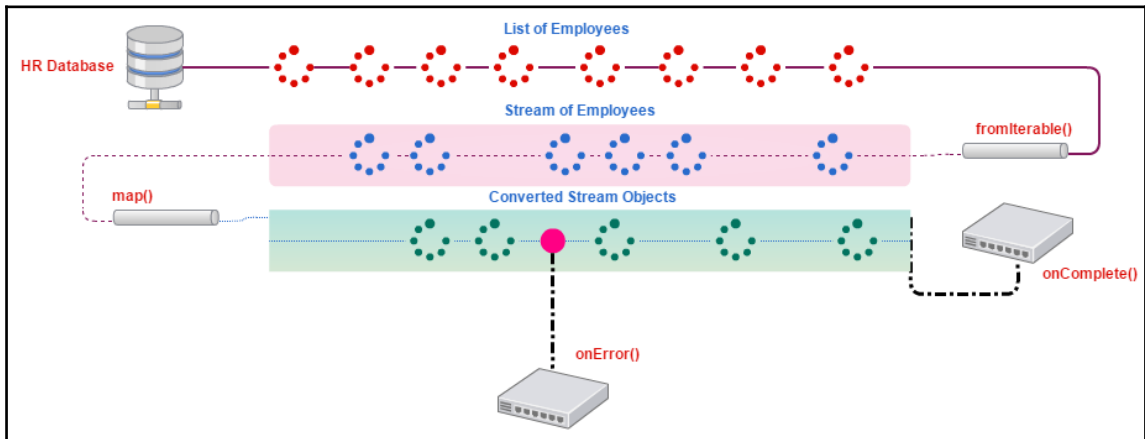 List of Employees
HR Database
Stream of Employees
fromIterable()
map()
Converted Stream Objects
onComplete()
onError()